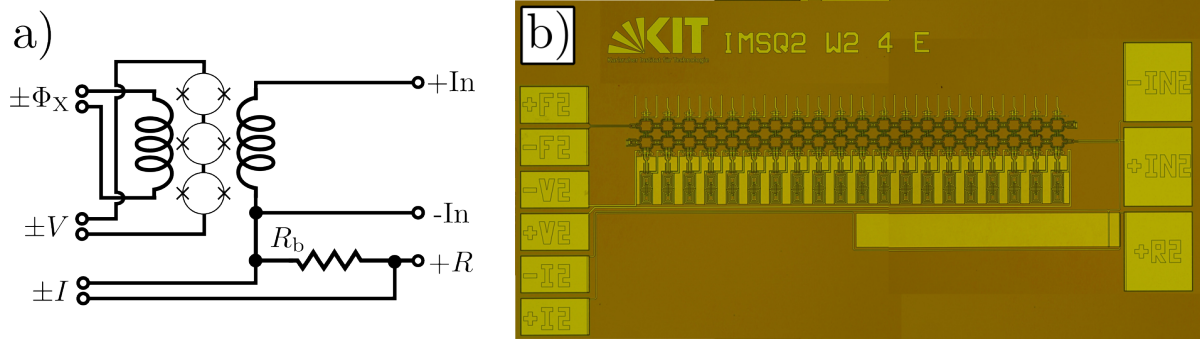 a)
±Φ_X
±V
±I
R_b
+In
-In
+R
b)
KIT IMSQ2 W2 4 E
+F2
-F2
-V2
+V2
-I2
+I2
-IN2
+IN2
+R2